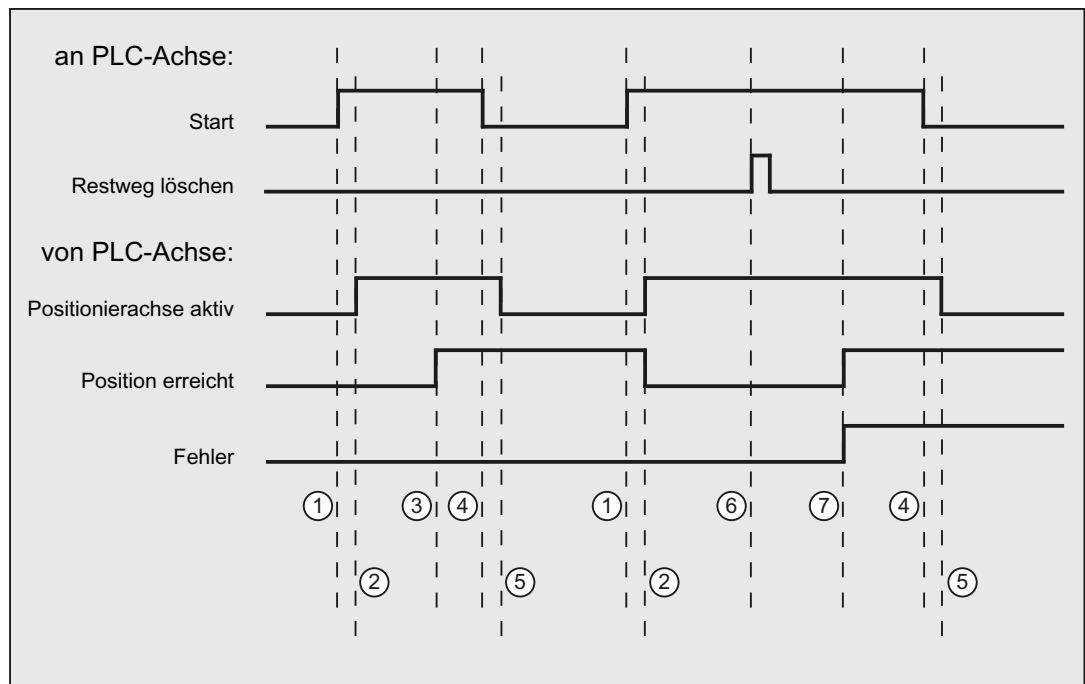 an PLC-Achse:
Start
Restweg löschen
von PLC-Achse:
Positionierachse aktiv
Position erreicht
Fehler
1 3 4 1 6 7 4
2 5 2 5